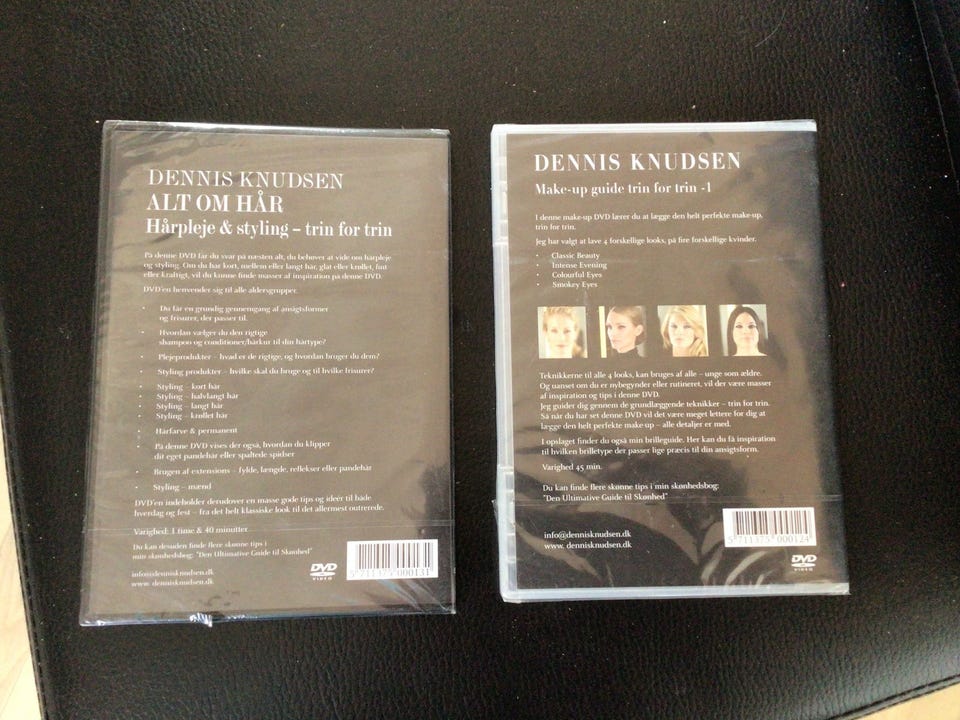 DENNIS KNUDSEN
ALT OM HÅR
Hårpleje & styling – trin for trin
På denne DVD får du svar på næsten alt, du behøver at vide om hårpleje
og styling. Om du har kort, mellem eller langt hår, glat eller krøllet, fint
eller kraftigt, vil du kunne finde masser af inspiration på denne DVD.
DVD'en henvender sig til alle aldersgrupper.
• Du får en grundig gennemgang af ansigtsformer
og frisurer, der passer til.
• Hvordan vælger du den rigtige
shampoo og conditioner/hårkur til din hårtype?
• Plejeprodukter – hvad er de rigtige, og hvordan bruger du dem?
• Styling produkter – hvilke skal du bruge og til hvilke frisurer?
• Styling – kort hår
• Styling – halvlangt hår
• Styling – langt hår
• Styling – krøllet hår
• Hårfarve & permanent
• På denne DVD vises der også, hvordan du klipper
dit eget pandehår eller spaltede spidser
• Brugen af extensions – fylde, længde, reflekser eller pandehår
• Styling – mænd
DVD'en indeholder derudover en masse gode tips og ideér til både
hverdag og fest – fra det helt klassiske look til det allermest outrerede.
Varighed: 1 time & 40 minutter
Du kan desuden finde flere skønne tips i
min skønhedsbog: "Den Ultimative Guide til Skønhed"
info@dennisknudsen.dk
www. dennisknudsen.dk
DVD
VIDEO
5 711375 000131
DENNIS KNUDSEN
Make-up guide trin for trin -1
I denne make-up DVD lærer du at lægge den helt perfekte make-up,
trin for trin.
Jeg har valgt at lave 4 forskellige looks, på fire forskellige kvinder.
• Classic Beauty
• Intense Evening
• Colourful Eyes
• Smokey Eyes
Teknikkerne til alle 4 looks, kan bruges af alle – unge som ældre.
Og uanset om du er nybegynder eller rutineret, vil der være masser
af inspiration og tips i denne DVD.
Jeg guider dig gennem de grundlæggende teknikker – trin for trin.
Så når du har set denne DVD vil det være meget lettere for dig at
lægge den helt perfekte make-up – alle detaljer er med.
I opslaget finder du også min brilleguide. Her kan du få inspiration
til hvilken brilletype der passer lige præcis til din ansigtsform.
Varighed 45 min.
Du kan finde flere skønne tips i min skønhedsbog:
"Den Ultimative Guide til Skønhed"
info@dennisknudsen.dk
www. dennisknudsen.dk
5 711375 000124
DVD
VIDEO